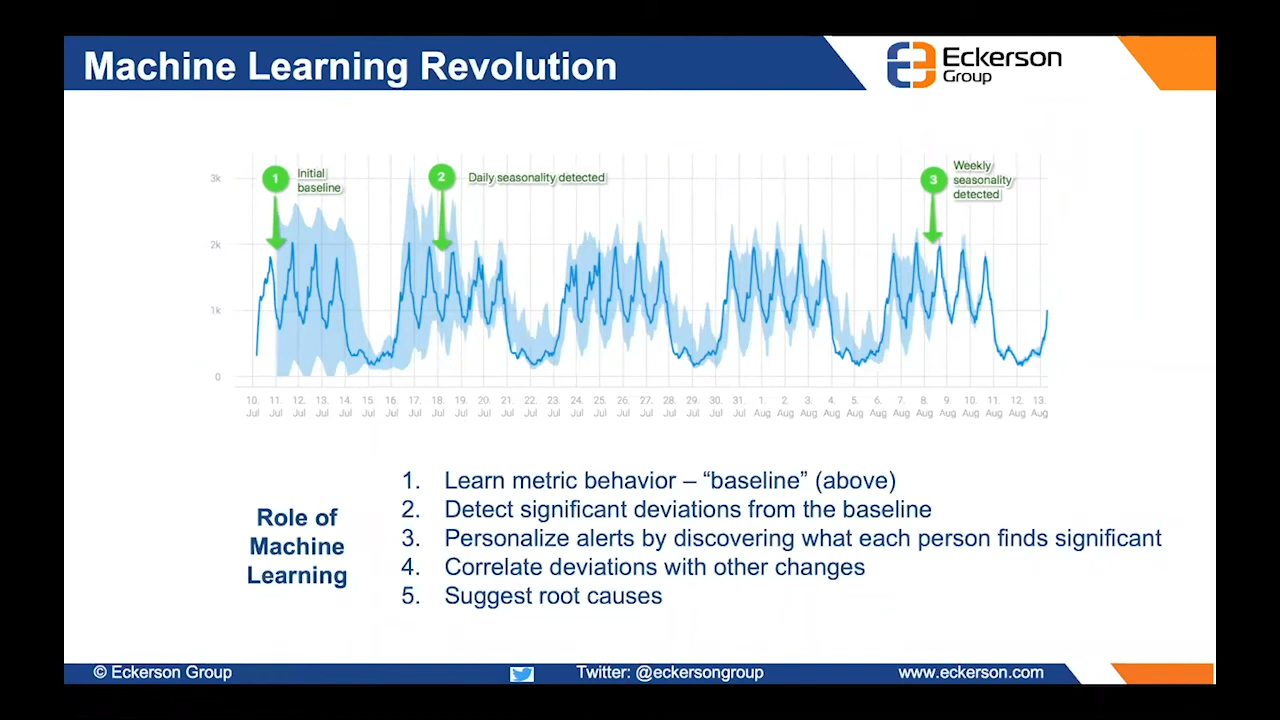 Machine Learning Revolution
Eckerson
Group
1
Initial
baseline
2
Daily seasonality detected
3
Weekly
seasonality
detected
3k
2k
1k
0
10. 11. 12. 13. 14. 15. 16. 17. 18. 19. 20 21. 22. 23. 24. 25. 26. 27. 28. 29. 30. 31. 1. 2. 3. 4. 5. 6. 7. 8. 9. 10. 11. 12. 13.
Jul Jul Jul Jul Jul Jul Jul Jul Jul Jul Jul Jul Jul Jul Jul Jul Jul Jul Jul Jul Jul Jul Aug Aug Aug Aug Aug Aug Aug Aug Aug Aug Aug Aug Aug
Role of
Machine
Learning
1. Learn metric behavior – “baseline” (above)
2. Detect significant deviations from the baseline
3. Personalize alerts by discovering what each person finds significant
4. Correlate deviations with other changes
5. Suggest root causes
© Eckerson Group
Twitter: @eckersongroup
www.eckerson.com